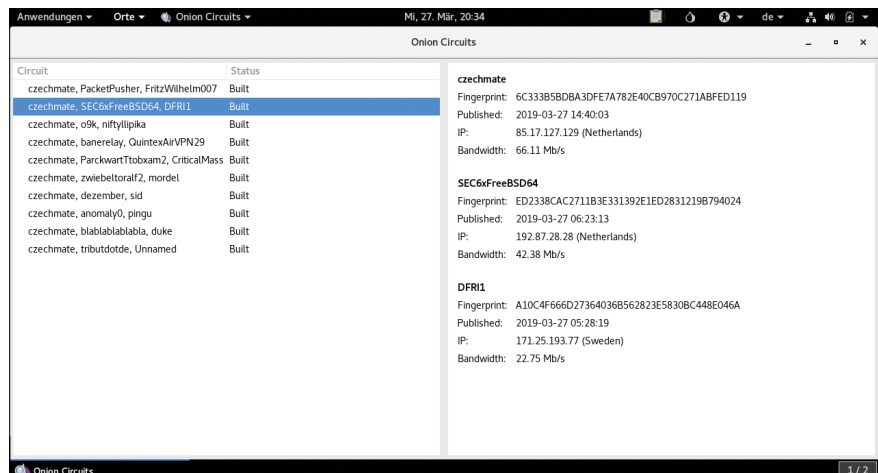 Anwendungen Orte Onion Circuits Mi, 27. Mär, 20:34 de
Onion Circuits
Circuit Status
czechmate, PacketPusher, FritzWilhelm007 Built
czechmate, SEC6xFreeBSD64, DFRI1 Built
czechmate, o9k, niftyllipika Built
czechmate, banerelay, QuintexAirVPN29 Built
czechmate, ParckwartTtobxam2, CriticalMass Built
czechmate, zwiebeltoralf2, mordel Built
czechmate, dezember, sid Built
czechmate, anomaly0, pingu Built
czechmate, blablablablabla, duke Built
czechmate, tributdotde, Unnamed Built
czechmate
Fingerprint: 6C333B5BDBA3DFE7A782E40CB970C271ABFED119
Published: 2019-03-27 14:40:03
IP: 85.17.127.129 (Netherlands)
Bandwidth: 66.11 Mb/s
SEC6xFreeBSD64
Fingerprint: ED2338CAC2711B3E331392E1ED2831219B794024
Published: 2019-03-27 06:23:13
IP: 192.87.28.28 (Netherlands)
Bandwidth: 42.38 Mb/s
DFRI1
Fingerprint: A10C4F666D27364036B562823E5830BC448E046A
Published: 2019-03-27 05:28:19
IP: 171.25.193.77 (Sweden)
Bandwidth: 22.75 Mb/s
Onion Circuits 1 / 2